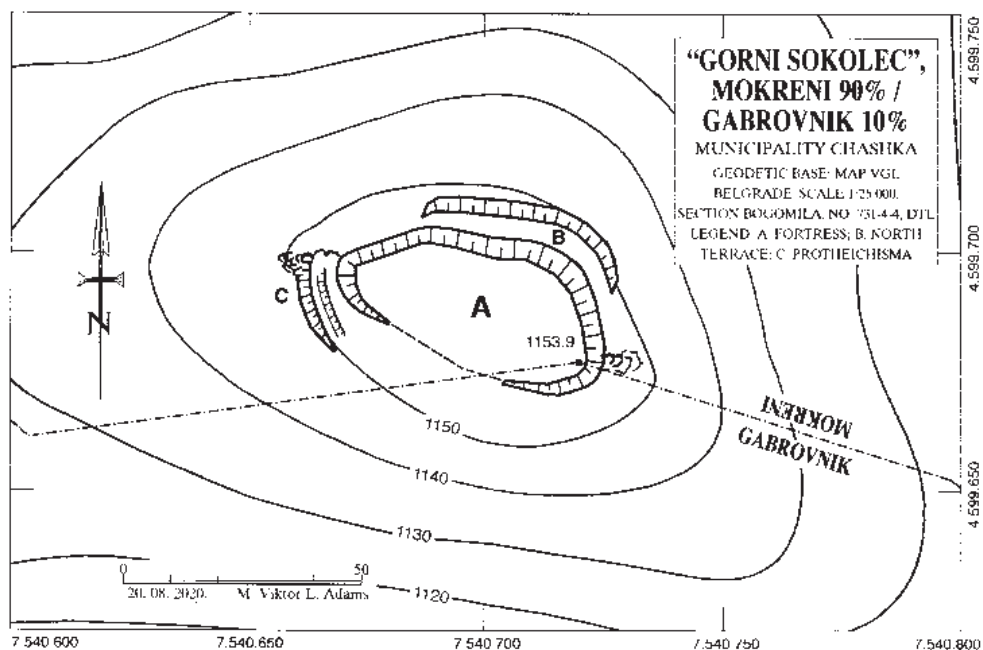 “GORNI SOKOLEC”,
MOKRENI 90% /
GABROVNIK 10%
MUNICIPALITY CHASHKA
GEODETIC BASE: MAP VGI,
BELGRADE, SCALE 1:25 000,
SECTION BOGOMILA, NO 731-4-4, DTL
LEGEND A FORTRESS; B. NORTH
TERRACE; C PROTHEICHISMA
4.599.750
4.599.700
4.599.650
N
A
B
C
1153.9
1150
1140
1130
1120
MOKRENI
GABROVNIK
0
50
20. 08. 2020.
M Viktor L. Adams
7.540 600
7.540.650
7.540 700
7.540 750
7.540.800